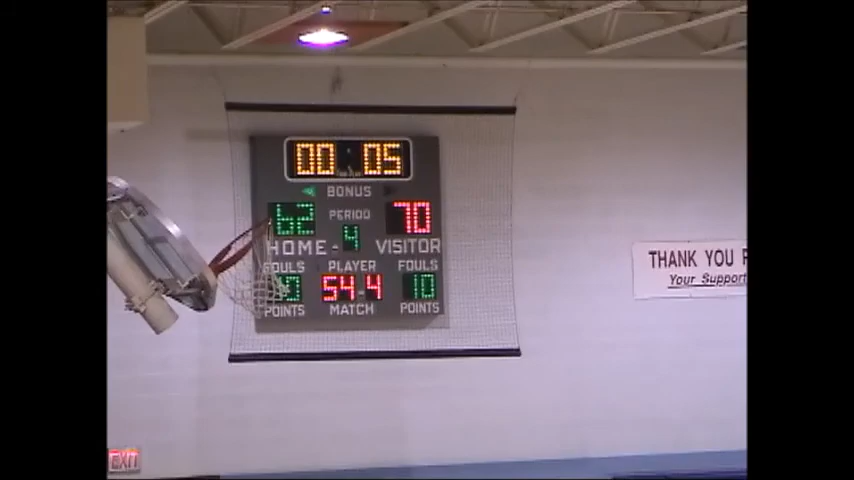 00:05
BONUS
62 PERIOD 70
HOME 4 VISITOR
FOULS PLAYER FOULS
54-4 10
POINTS MATCH POINTS
THANK YOU
Your Support
EXIT